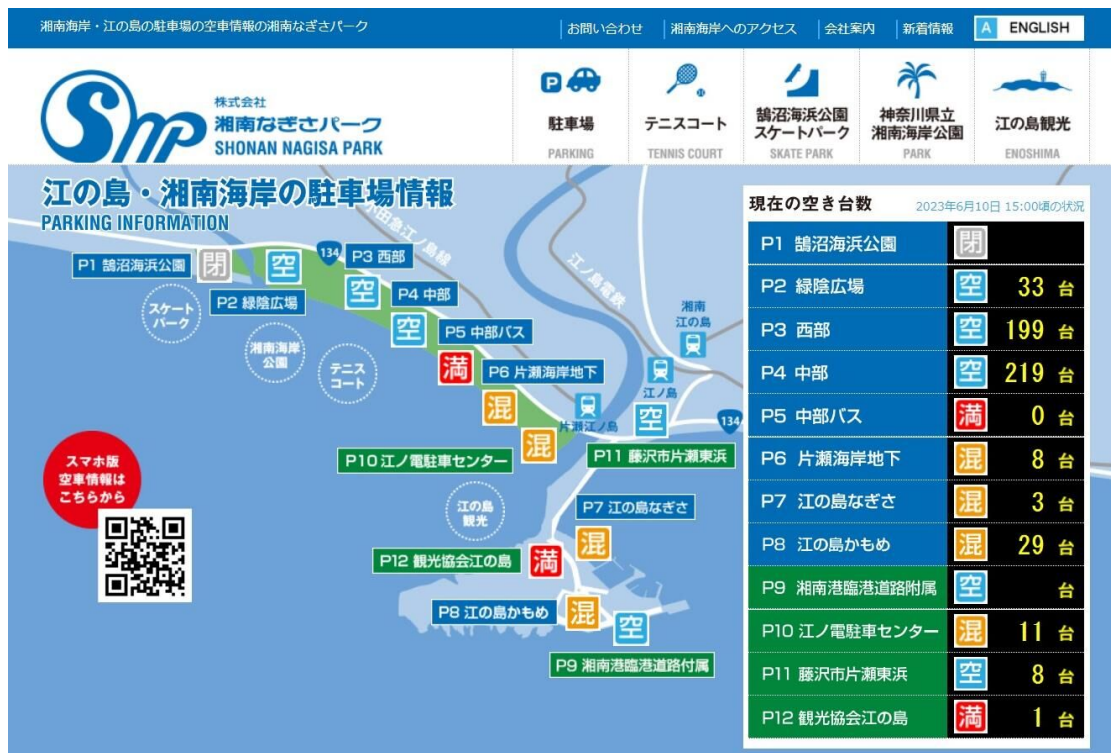 湘南海岸・江の島の駐車場の空車情報の湘南なぎさパーク
お問い合わせ
湘南海岸へのアクセス
会社案内
新着情報
A ENGLISH
SNP
株式会社
湘南なぎさパーク
SHONAN NAGISA PARK
P
駐車場
PARKING
テニスコート
TENNIS COURT
鵠沼海浜公園
スケートパーク
SKATE PARK
神奈川県立
湘南海岸公園
PARK
江の島観光
ENOSHIMA
江の島・湘南海岸の駐車場情報
PARKING INFORMATION
小田急江ノ島線
江ノ島電鉄
134
P1 鵠沼海浜公園 閉
空
P2 緑陰広場
P3 西部
空
P4 中部
空
P5 中部バス
満
P6 片瀬海岸地下
混
スケート
パーク
湘南海岸
公園
テニス
コート
湘南
江の島
江ノ島
片瀬江ノ島
空
134
P10 江ノ電駐車センター
混
P11 藤沢市片瀬東浜
江の島
観光
P7 江の島なぎさ
混
P12 観光協会江の島
満
P8 江の島かもめ
混
空
P9 湘南港臨港道路付属
スマホ版
空車情報は
こちらから
現在の空き台数
2023年6月10日 15:00頃の状況
P1 鵠沼海浜公園 閉
P2 緑陰広場 空 33 台
P3 西部 空 199 台
P4 中部 空 219 台
P5 中部バス 満 0 台
P6 片瀬海岸地下 混 8 台
P7 江の島なぎさ 混 3 台
P8 江の島かもめ 混 29 台
P9 湘南港臨港道路附属 空 台
P10 江ノ電駐車センター 混 11 台
P11 藤沢市片瀬東浜 空 8 台
P12 観光協会江の島 満 1 台